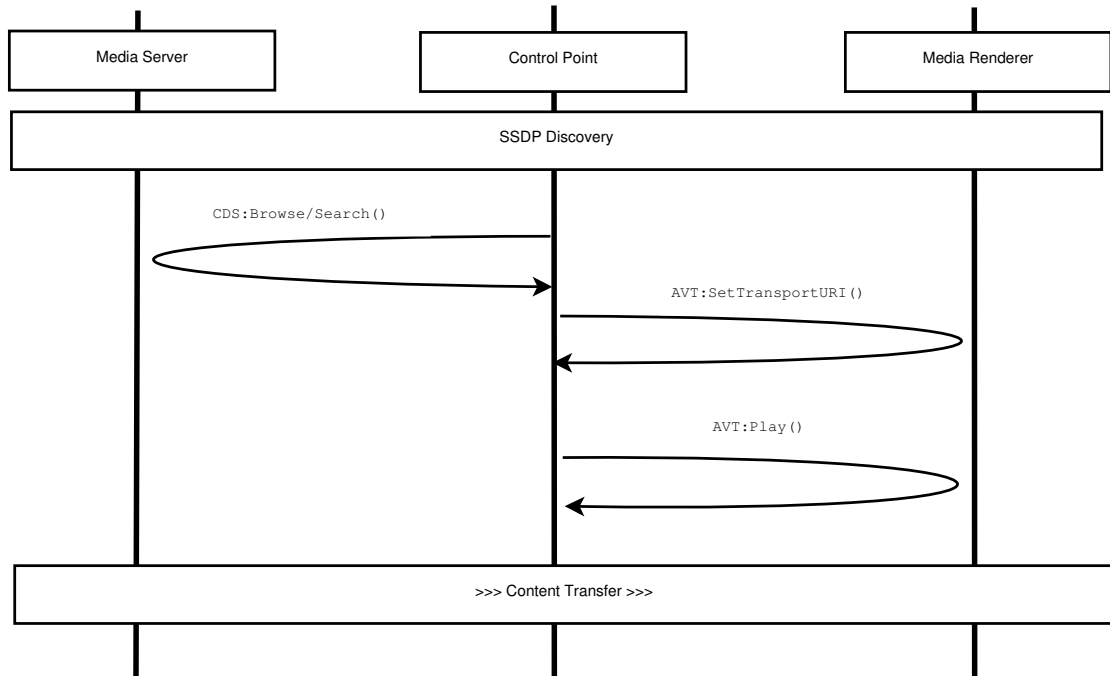 Media Server
Control Point
Media Renderer
SSDP Discovery
CDS:Browse/Search()
AVT:SetTransportURI()
AVT:Play()
>>> Content Transfer >>>